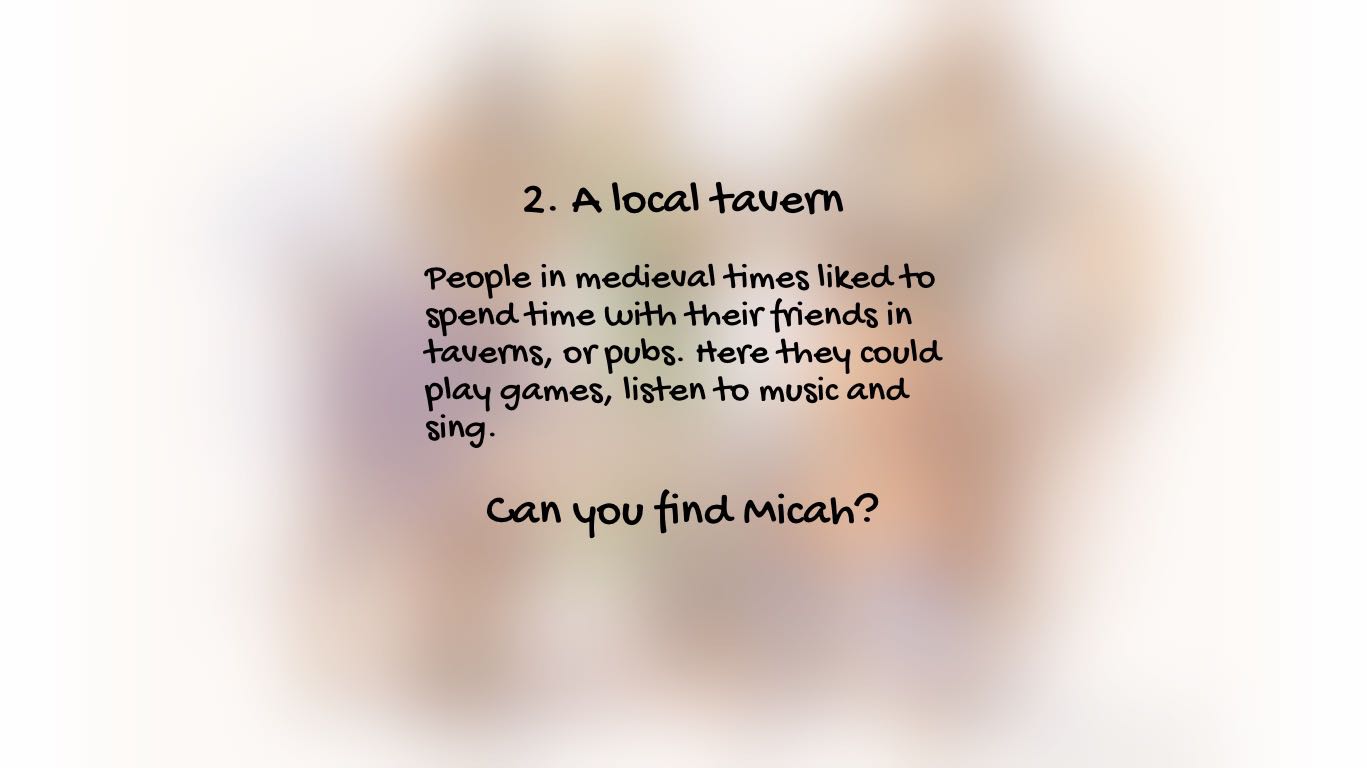 2. A local tavern
People in medieval times liked to
spend time with their friends in
taverns, or pubs. Here they could
play games, listen to music and
sing.
Can you find Micah?